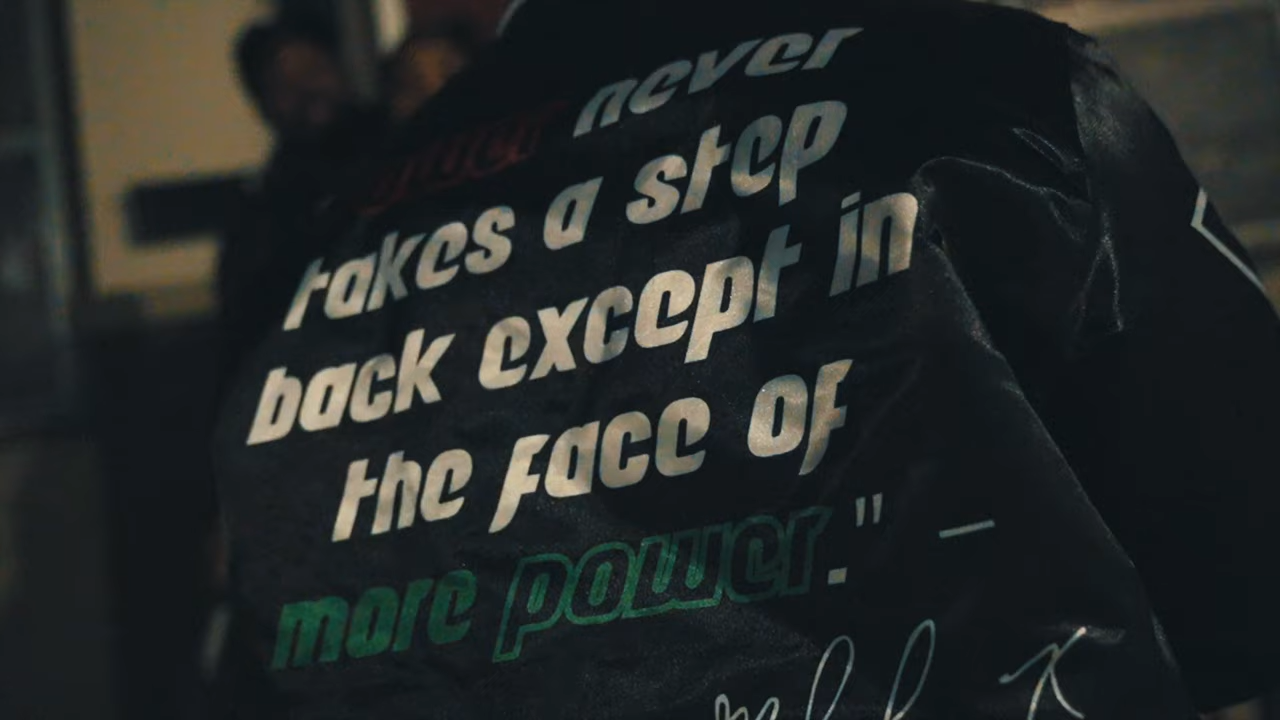 never
takes a step
back except in
the face of
more power." —